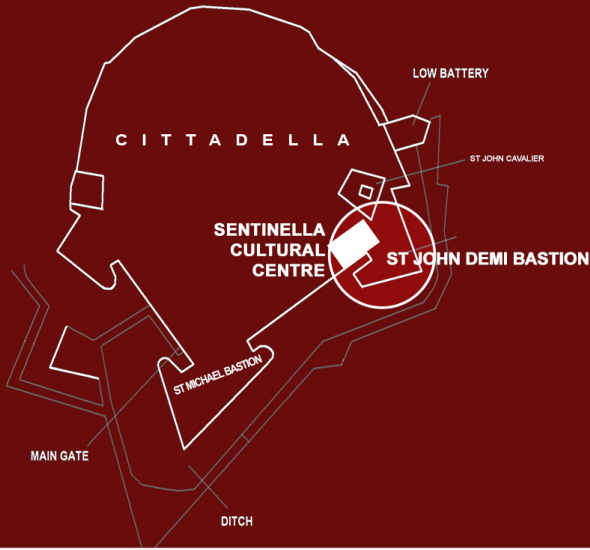 LOW BATTERY
CITTADELLA
ST JOHN CAVALIER
SENTINELLA
CULTURAL
CENTRE
ST JOHN DEMI BASTION
ST MICHAEL BASTION
MAIN GATE
DITCH